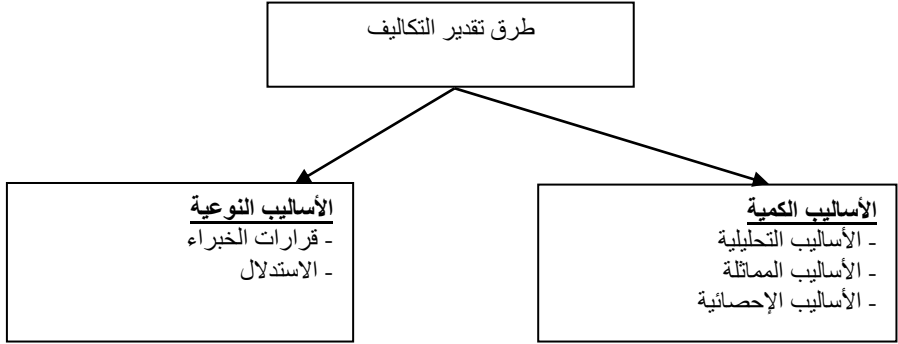 طرق تقدير التكاليف
الأساليب الكمية
- الأساليب التحليلية
- الأساليب المماثلة
- الأساليب الإحصائية
الأساليب النوعية
- قرارات الخبراء
- الاستدلال